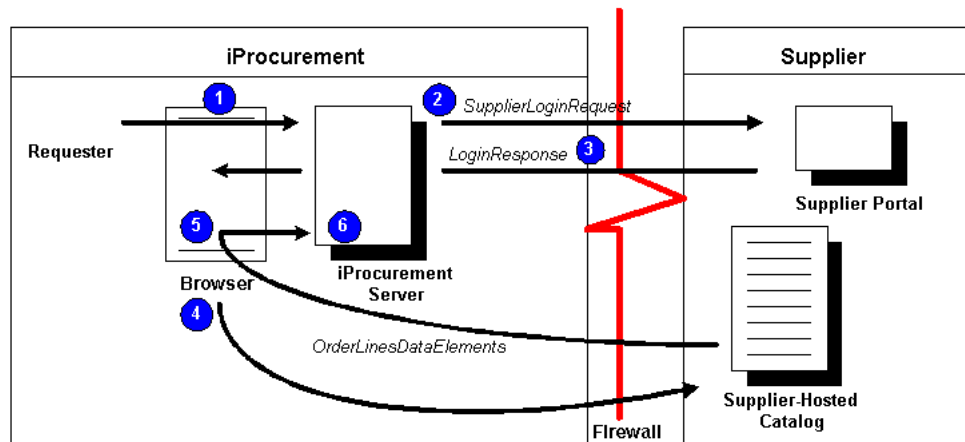 iProcurement
Supplier
1
2
SupplierLoginRequest
3
LoginResponse
Requester
Supplier Portal
5
6
iProcurement
Server
Browser
4
OrderLinesDataElements
Supplier-Hosted
Catalog
FIrewall